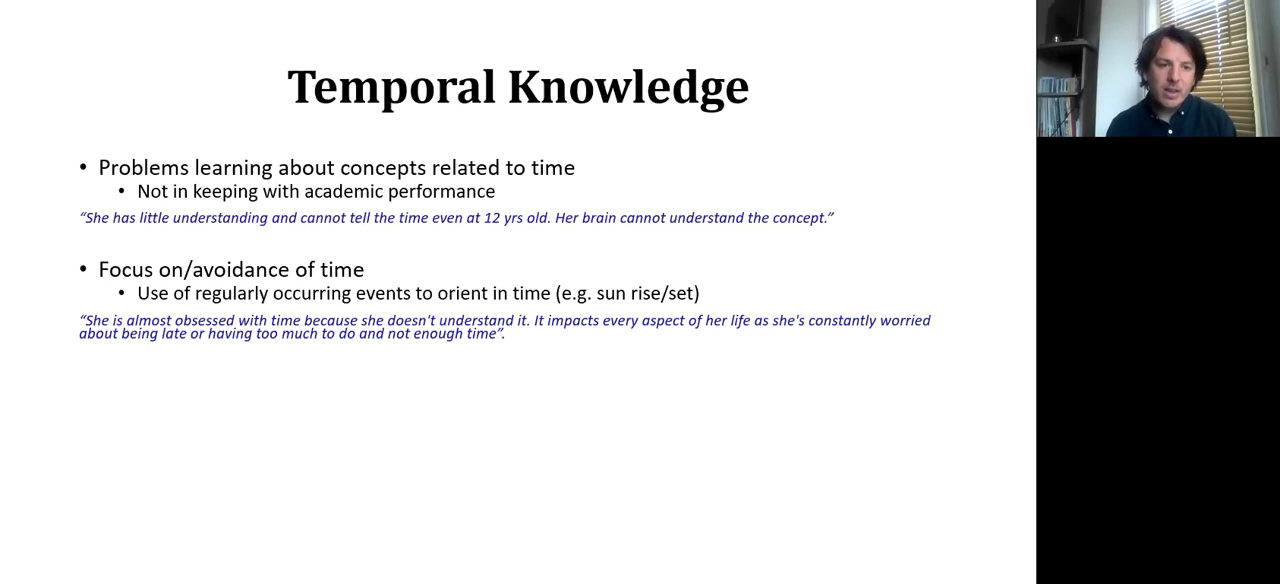 Temporal Knowledge
• Problems learning about concepts related to time
• Not in keeping with academic performance
“She has little understanding and cannot tell the time even at 12 yrs old. Her brain cannot understand the concept.”
• Focus on/avoidance of time
• Use of regularly occurring events to orient in time (e.g. sun rise/set)
“She is almost obsessed with time because she doesn't understand it. It impacts every aspect of her life as she's constantly worried
about being late or having too much to do and not enough time”.